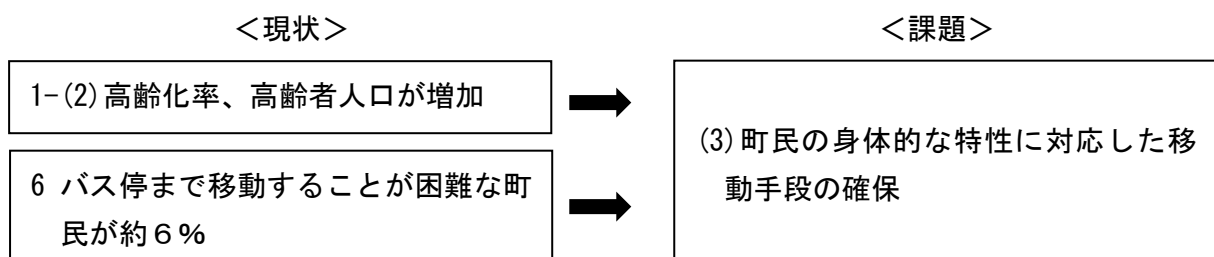 ＜現状＞
＜課題＞
1-(2)高齢化率、高齢者人口が増加
6 バス停まで移動することが困難な町
民が約６%
(3)町民の身体的な特性に対応した移
動手段の確保